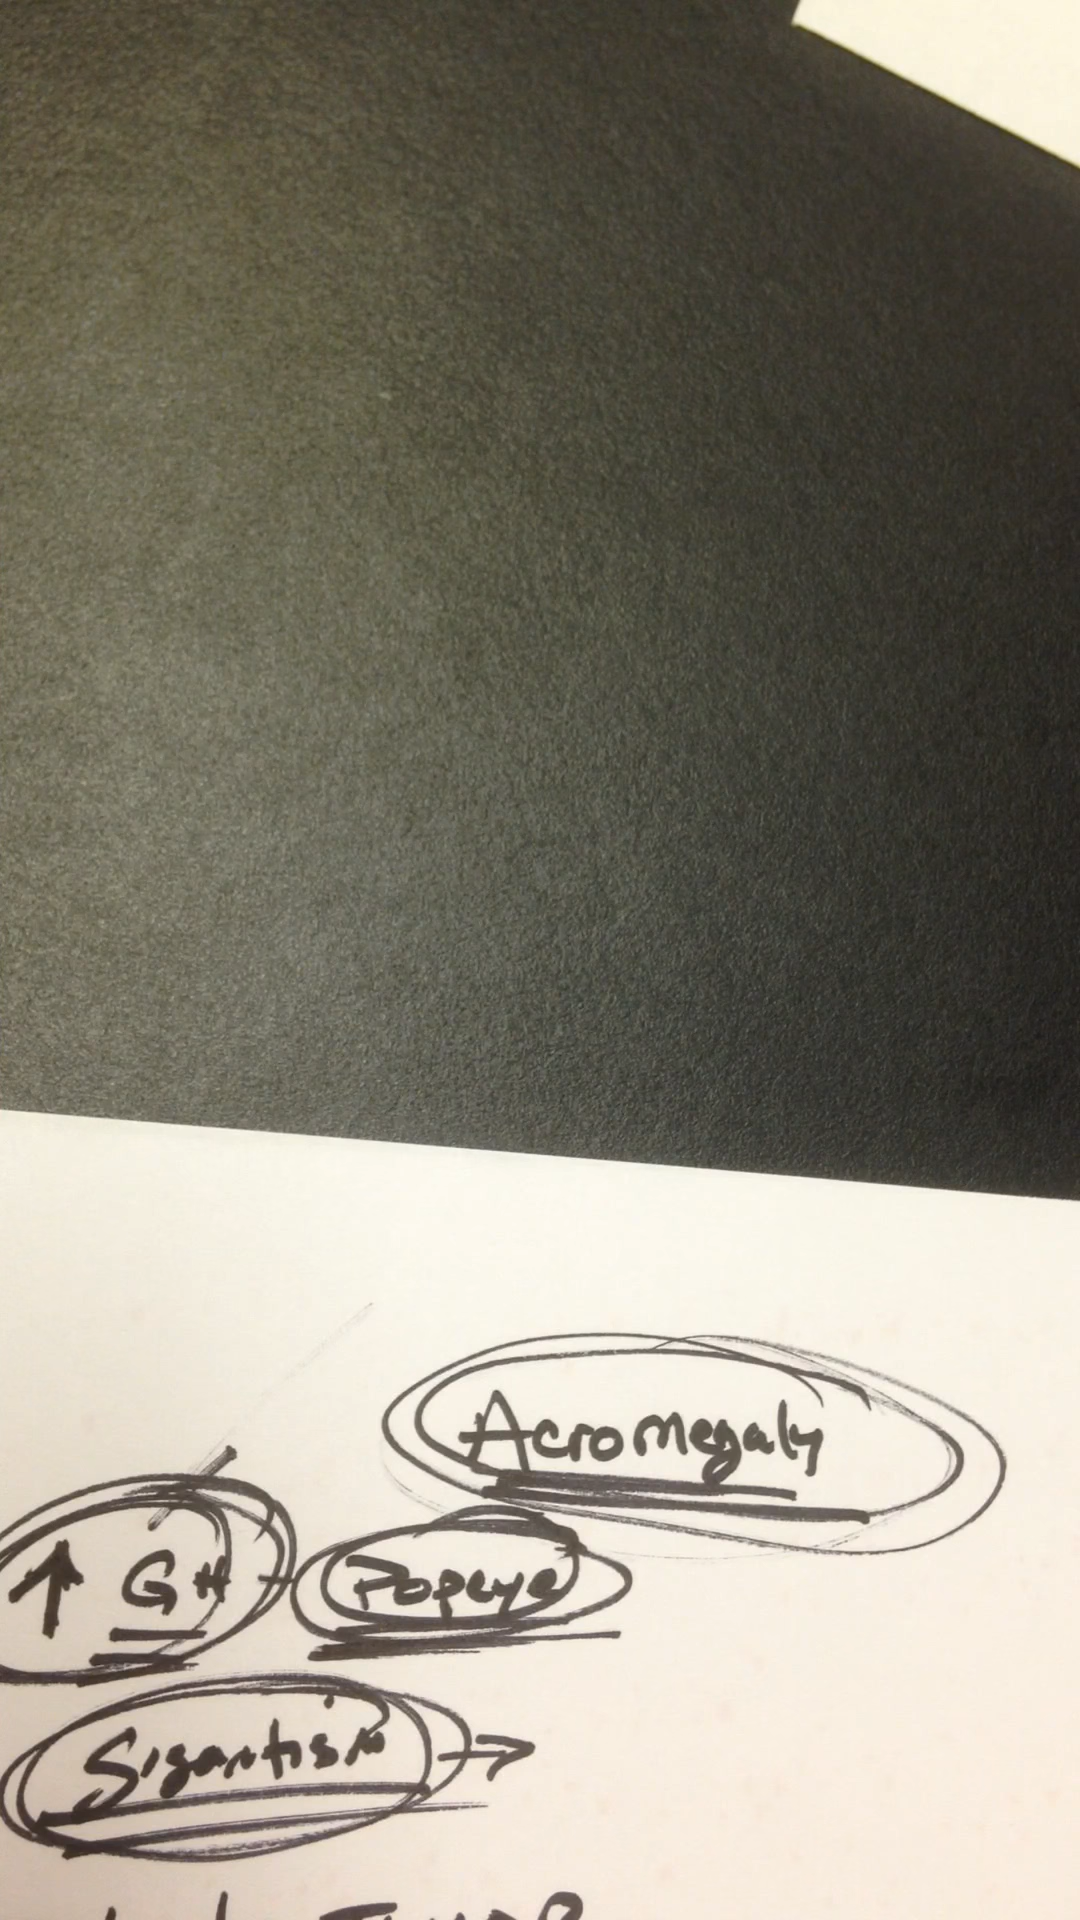 Acromegaly
↑ GH Popeye
Gigantism →